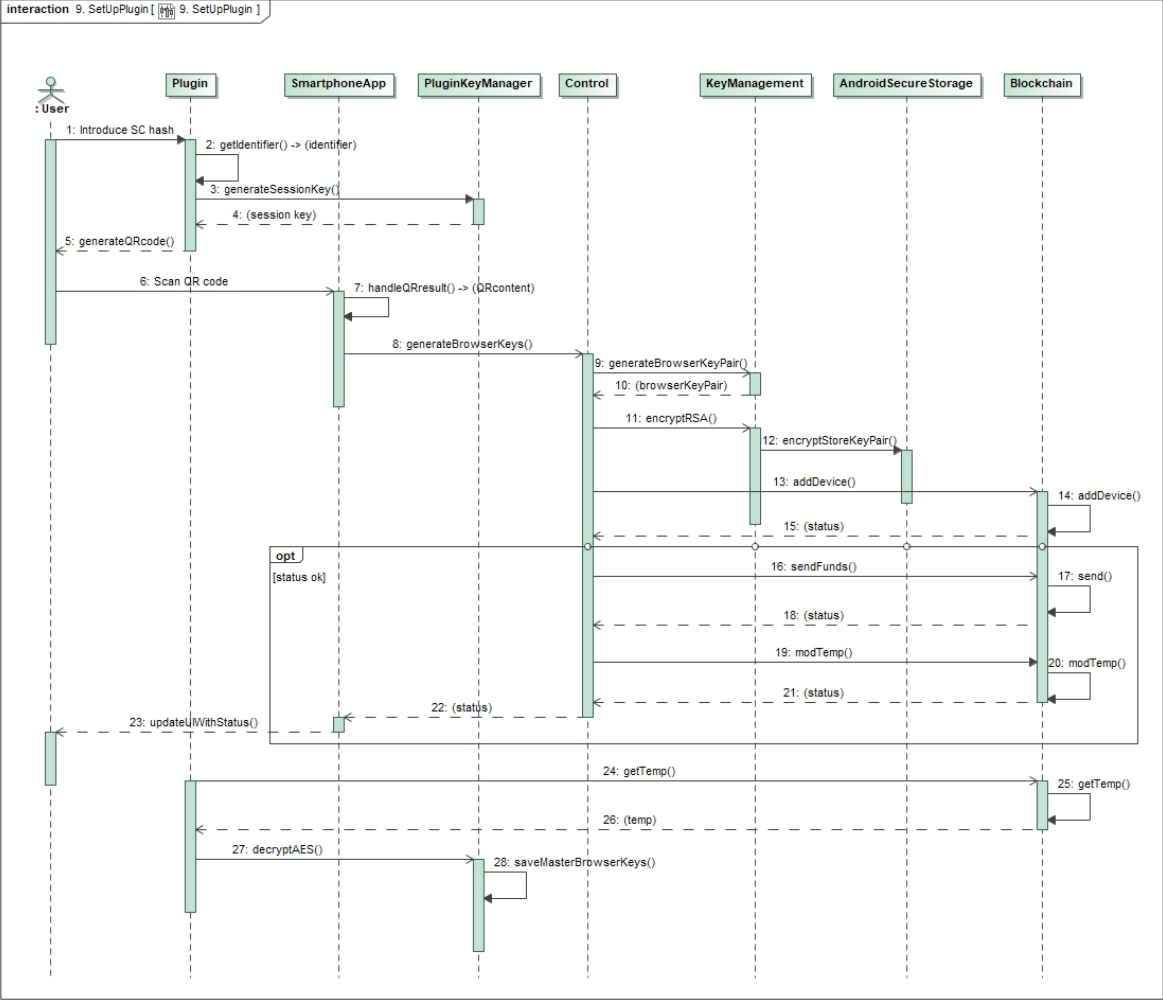 interaction 9. SetUpPlugin [ 9. SetUpPlugin ]
: User
Plugin
SmartphoneApp
PluginKeyManager
Control
KeyManagement
AndroidSecureStorage
Blockchain
1: Introduce SC hash
2: getIdentifier() -> (identifier)
3: generateSessionKey()
4: (session key)
5: generateQRcode()
6: Scan QR code
7: handleQRresult() -> (QRcontent)
8: generateBrowserKeys()
9: generateBrowserKeyPair()
10: (browserKeyPair)
11: encryptRSA()
12: encryptStoreKeyPair()
13: addDevice()
14: addDevice()
15: (status)
opt
[status ok]
16: sendFunds()
17: send()
18: (status)
19: modTemp()
20: modTemp()
21: (status)
22: (status)
23: updateUIWithStatus()
24: getTemp()
25: getTemp()
26: (temp)
27: decryptAES()
28: saveMasterBrowserKeys()